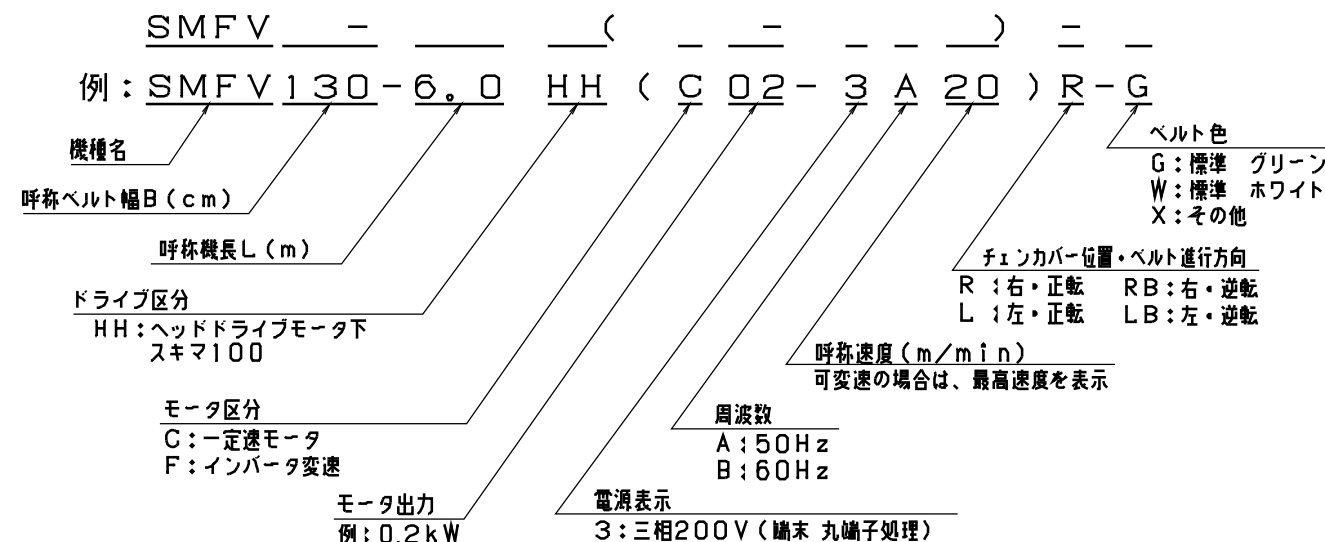 SMFV - ( - ) -
例：SMFV130-6.0 HH (C02-3A20)R-G
機種名
呼称ベルト幅B(cm)
呼称機長L(m)
ドライブ区分
HH：ヘッドドライブモータ下
スキマ100
モータ区分
C：一定速モータ
F：インバータ変速
モータ出力
例：0.2kW
電源表示
3：三相200V(端末 丸端子処理)
周波数
A：50Hz
B：60Hz
呼称速度(m/min)
可変速の場合は、最高速度を表示
チェンカバー位置・ベルト進行方向
R ：右・正転 RB：右・逆転
L ：左・正転 LB：左・逆転
ベルト色
G：標準 グリーン
W：標準 ホワイト
X：その他